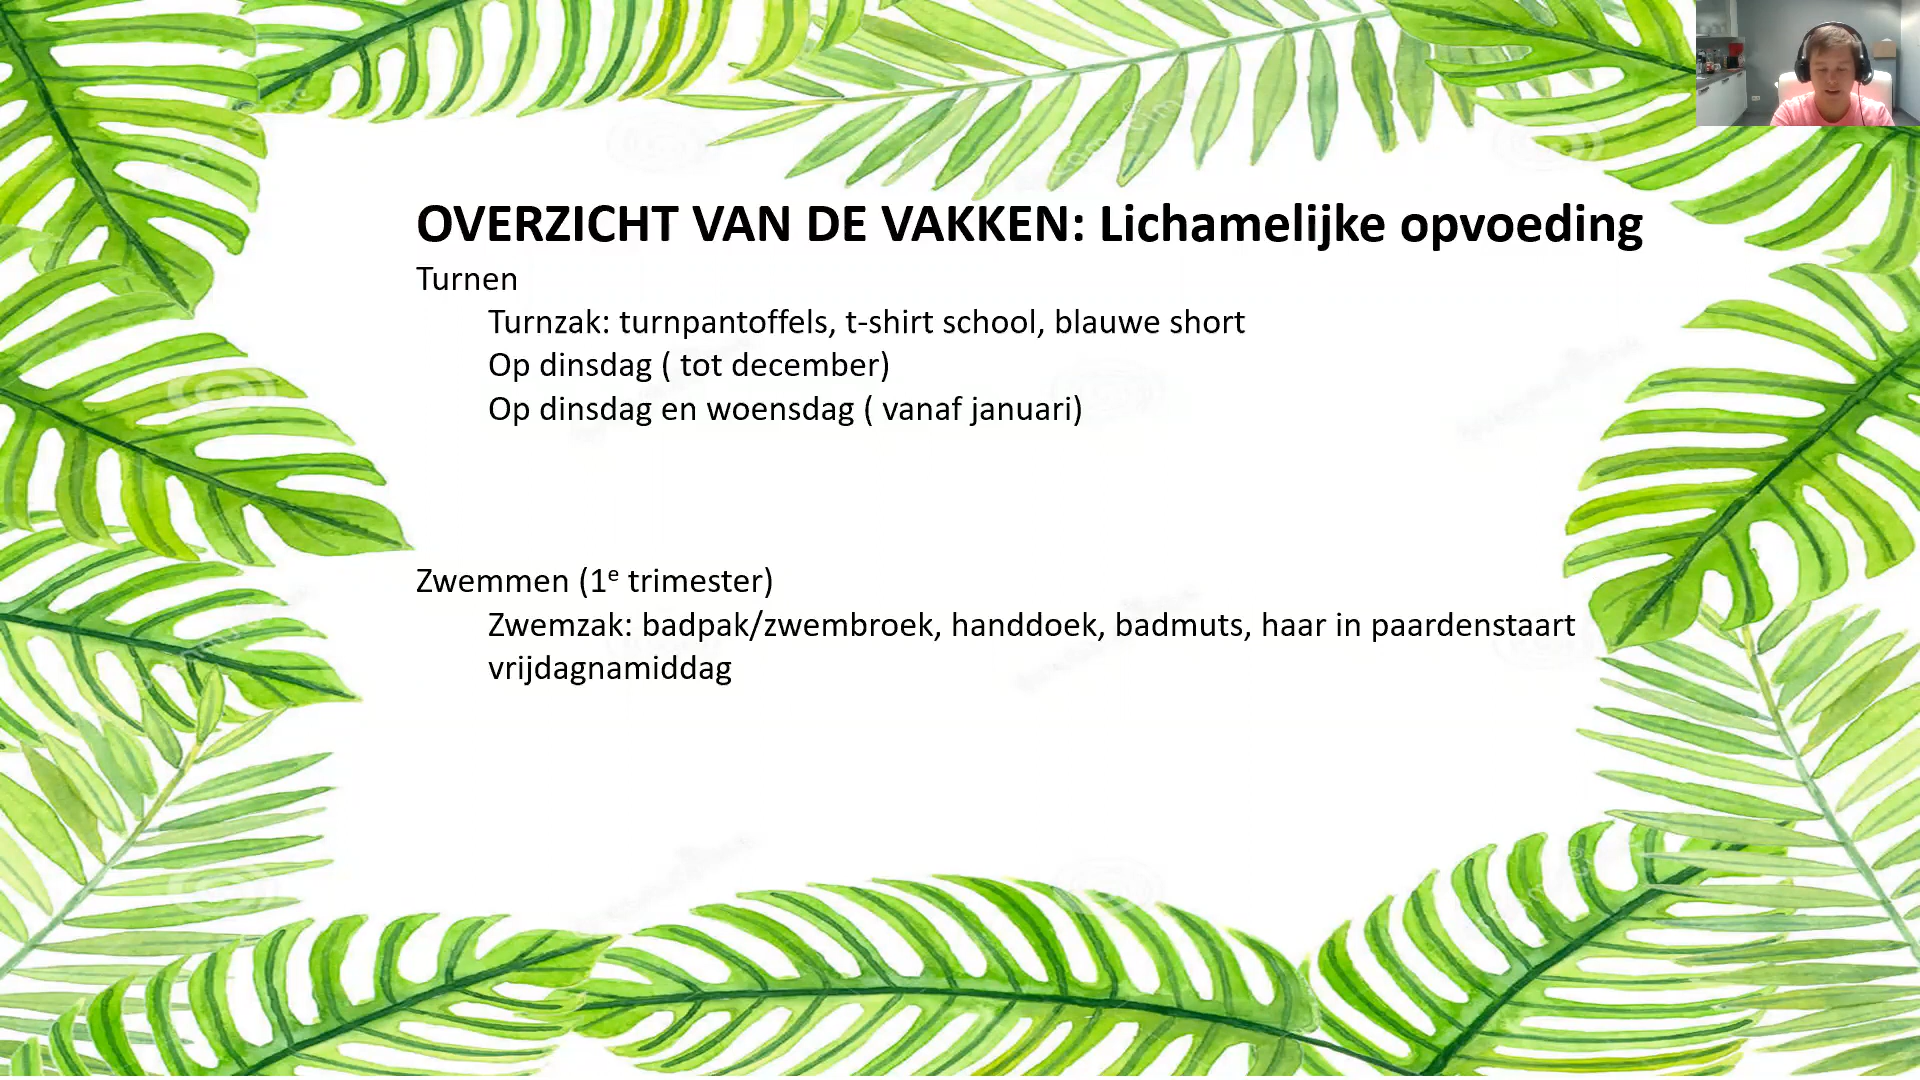 OVERZICHT VAN DE VAKKEN: Lichamelijke opvoeding
Turnen
Turnzak: turnpantoffels, t-shirt school, blauwe short
Op dinsdag ( tot december)
Op dinsdag en woensdag ( vanaf januari)
Zwemmen (1e trimester)
Zwemzak: badpak/zwembroek, handdoek, badmuts, haar in paardenstaart
vrijdagnamiddag